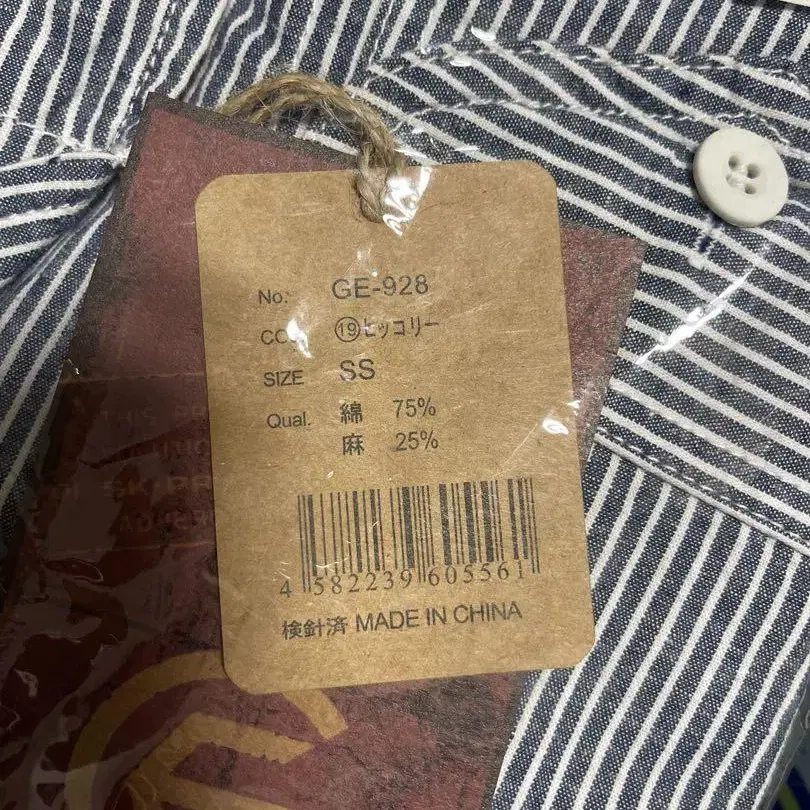 No. GE-928
⑲ヒッコリー
SIZE SS
Qual. 綿 75%
麻 25%
4 582239 605561
検針済 MADE IN CHINA
THIS